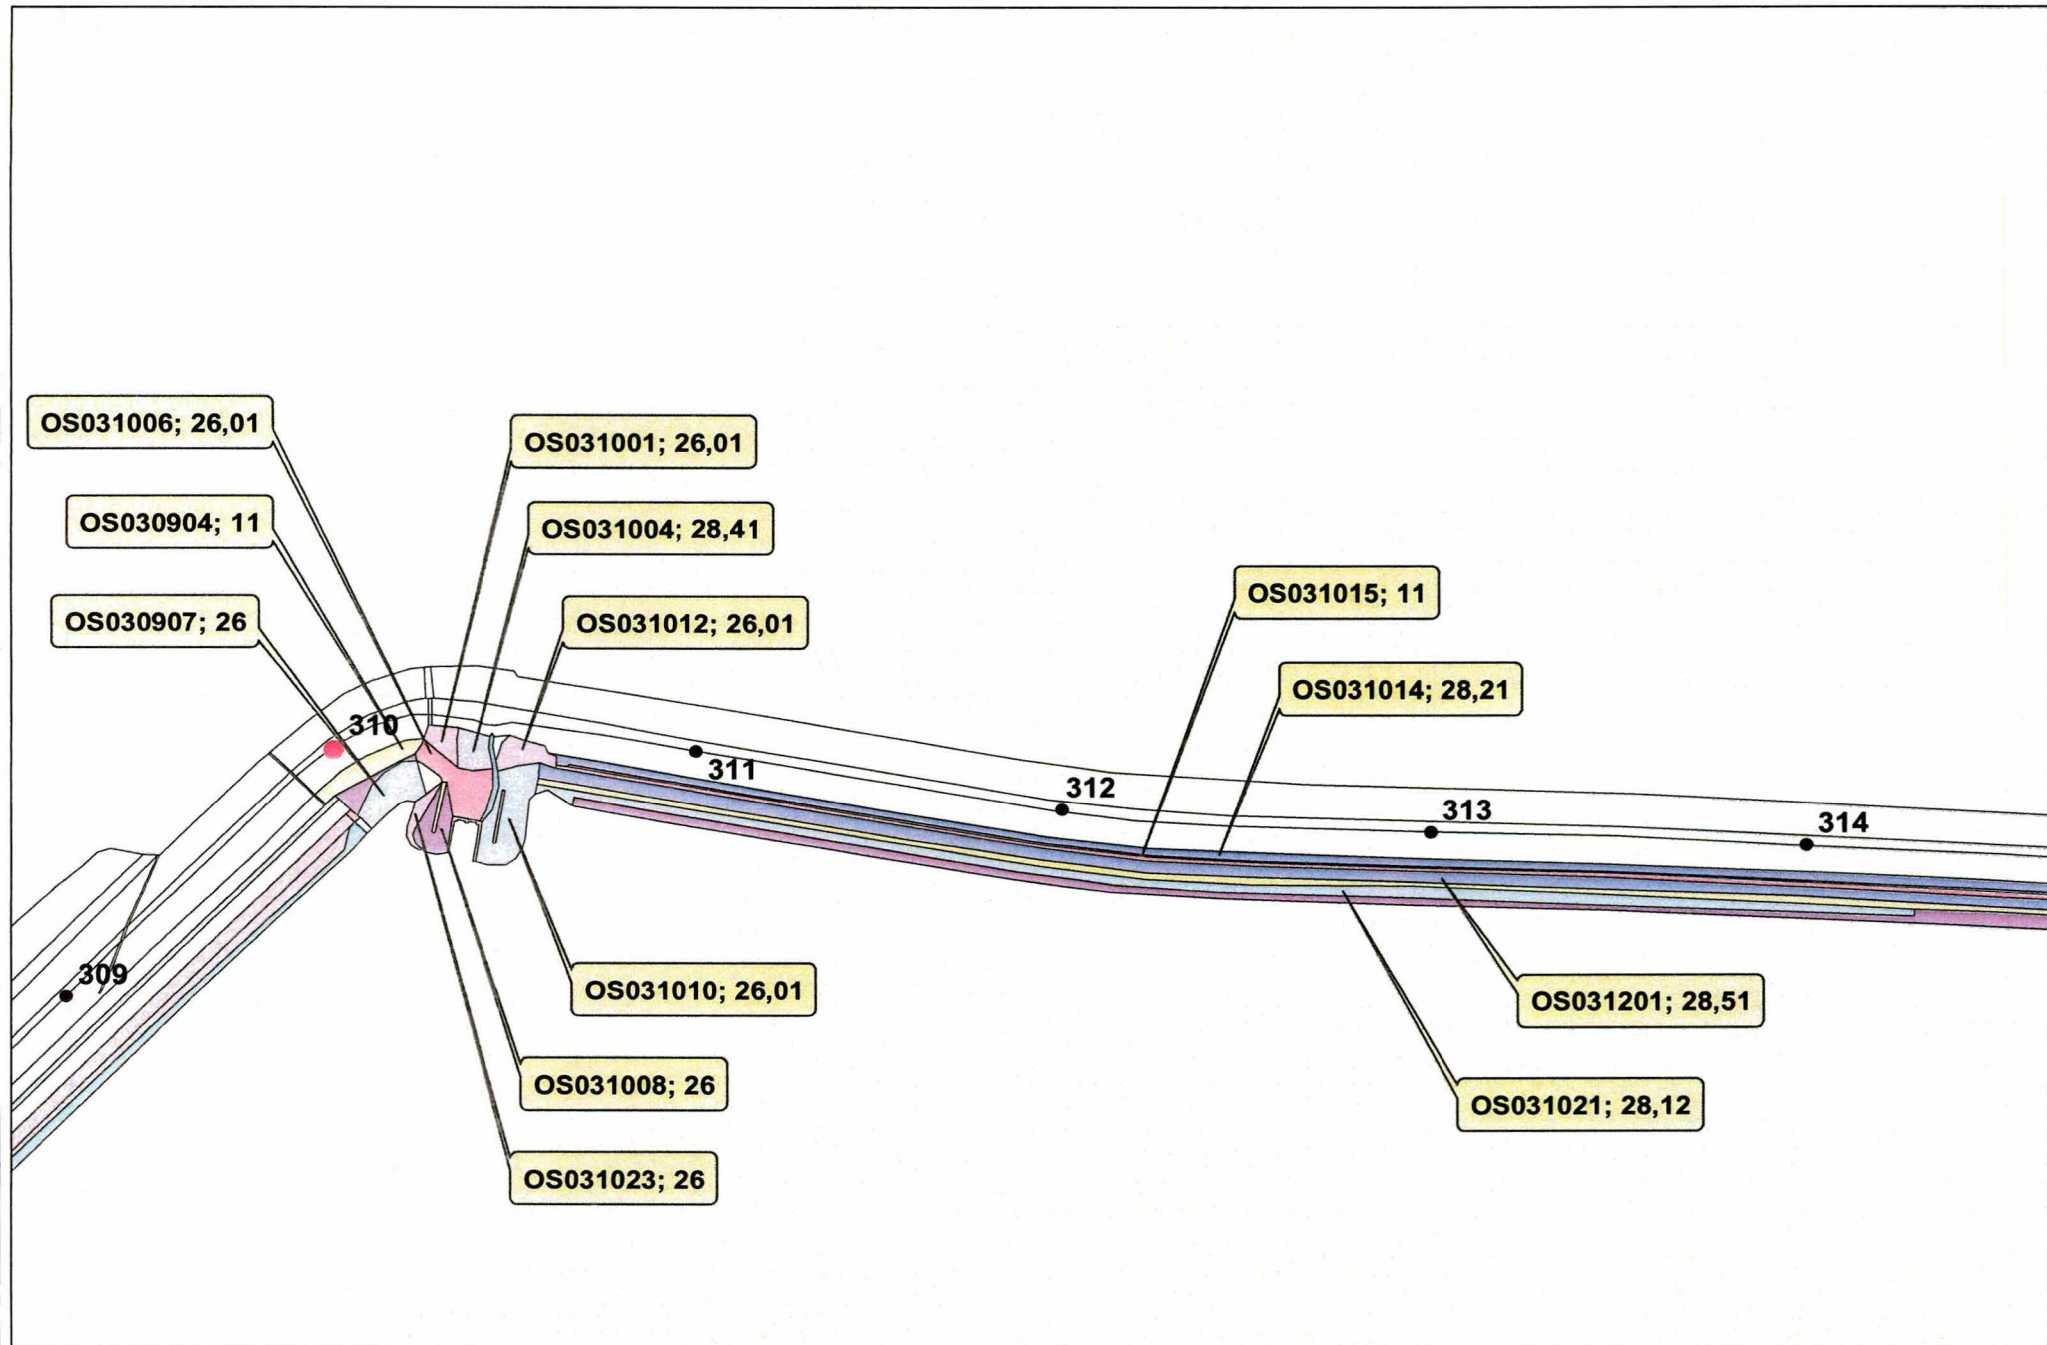 OS031006; 26,01
OS031001; 26,01
OS030904; 11
OS031004; 28,41
OS030907; 26
OS031012; 26,01
OS031015; 11
OS031014; 28,21
310
311
312
313
314
309
OS031010; 26,01
OS031201; 28,51
OS031008; 26
OS031021; 28,12
OS031023; 26